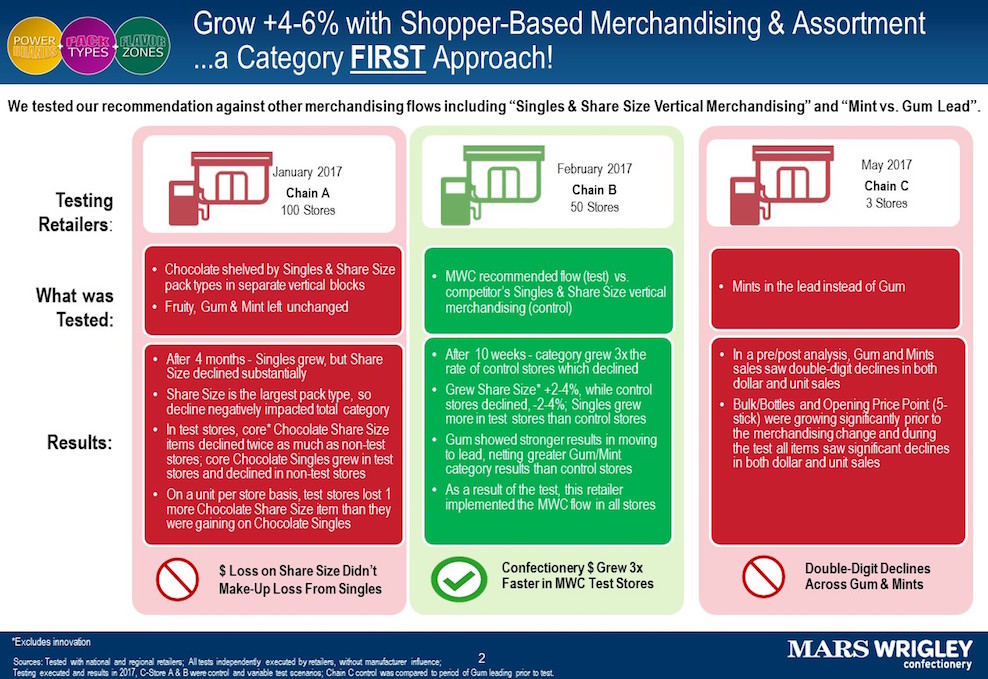 POWER BRANDS + PACK TYPES + FLAVOR ZONES
Grow +4-6% with Shopper-Based Merchandising & Assortment
...a Category FIRST Approach!
We tested our recommendation against other merchandising flows including “Singles & Share Size Vertical Merchandising” and “Mint vs. Gum Lead”.
Testing
Retailers:
January 2017
Chain A
100 Stores
February 2017
Chain B
50 Stores
May 2017
Chain C
3 Stores
What was
Tested:
• Chocolate shelved by Singles & Share Size
pack types in separate vertical blocks
• Fruity, Gum & Mint left unchanged
• MWC recommended flow (test) vs.
competitor’s Singles & Share Size vertical
merchandising (control)
• Mints in the lead instead of Gum
Results:
• After 4 months - Singles grew, but Share
Size declined substantially
• Share Size is the largest pack type, so
decline negatively impacted total category
• In test stores, core* Chocolate Share Size
items declined twice as much as non-test
stores; core Chocolate Singles grew in test
stores and declined in non-test stores
• On a unit per store basis, test stores lost 1
more Chocolate Share Size item than they
were gaining on Chocolate Singles
• After 10 weeks - category grew 3x the
rate of control stores which declined
• Grew Share Size* +2-4%, while control
stores declined, -2-4%; Singles grew
more in test stores than control stores
• Gum showed stronger results in moving
to lead, netting greater Gum/Mint
category results than control stores
• As a result of the test, this retailer
implemented the MWC flow in all stores
• In a pre/post analysis, Gum and Mints
sales saw double-digit declines in both
dollar and unit sales
• Bulk/Bottles and Opening Price Point (5-
stick) were growing significantly prior to
the merchandising change and during
the test all items saw significant declines
in both dollar and unit sales
$ Loss on Share Size Didn’t
Make-Up Loss From Singles
Confectionery $ Grew 3x
Faster in MWC Test Stores
Double-Digit Declines
Across Gum & Mints
*Excludes innovation
Sources: Tested with national and regional retailers; All tests independently executed by retailers, without manufacturer influence;
Testing executed and results in 2017, C-Store A & B were control and variable test scenarios; Chain C control was compared to period of Gum leading prior to test.
2
MARS WRIGLEY
confectionery